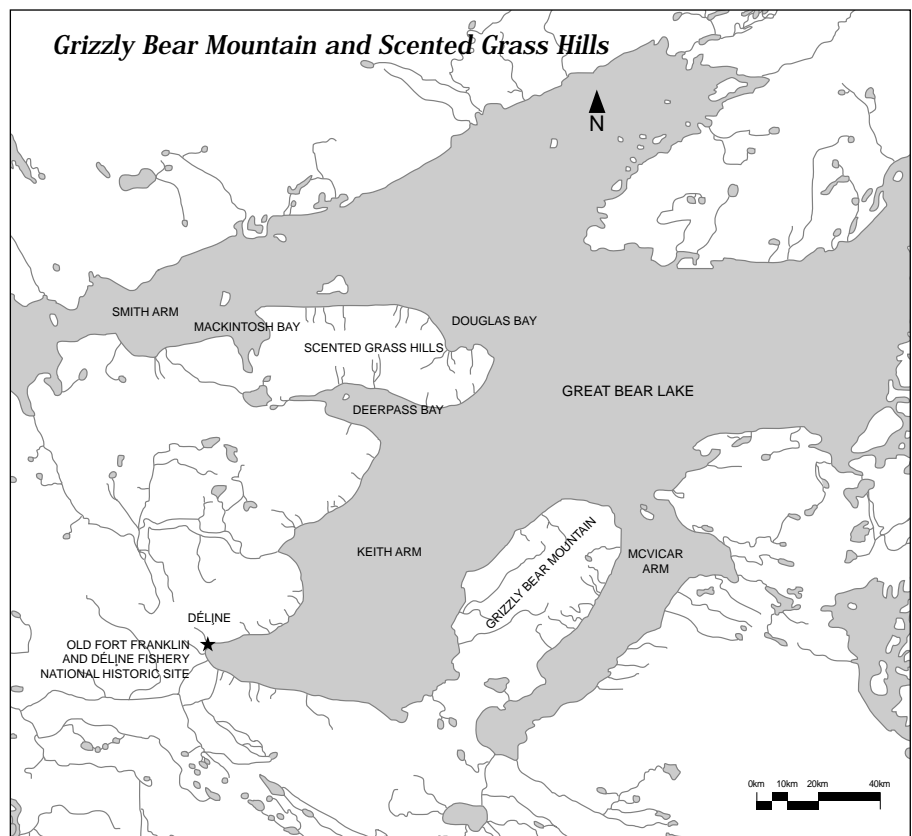 Grizzly Bear Mountain and Scented Grass Hills
N
SMITH ARM
MACKINTOSH BAY
DOUGLAS BAY
SCENTED GRASS HILLS
GREAT BEAR LAKE
DEERPASS BAY
KEITH ARM
GRIZZLY BEAR MOUNTAIN
MCVICAR
ARM
DÉLĮNE
OLD FORT FRANKLIN
AND DÉLĮNE FISHERY
NATIONAL HISTORIC SITE
0km 10km 20km 40km